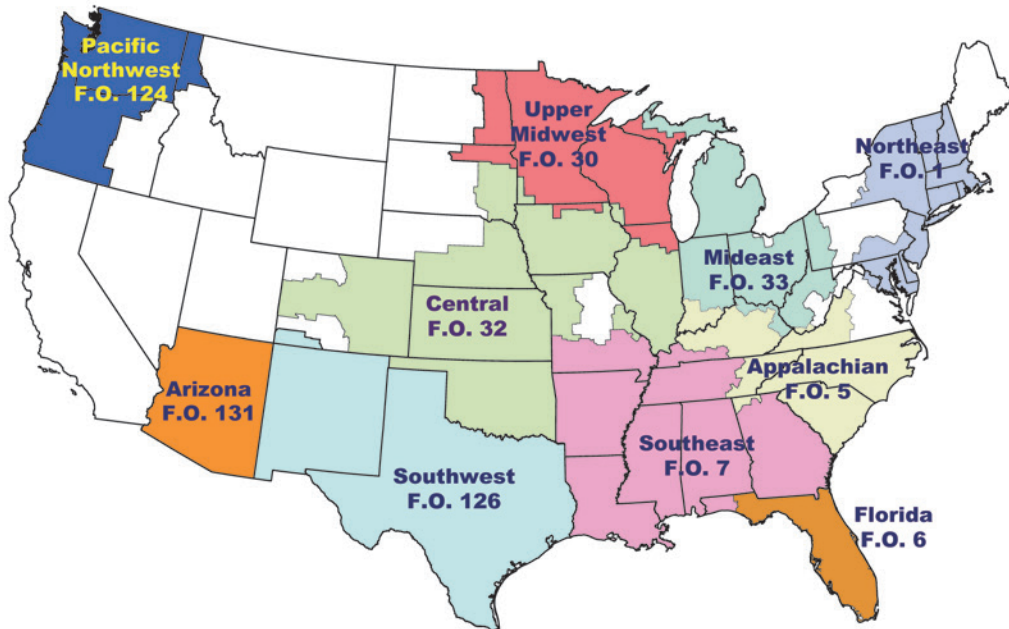 Pacific
Northwest
F.O. 124
Upper
Midwest
F.O. 30
Northeast
F.O. 1
Mideast
F.O. 33
Central
F.O. 32
Appalachian
F.O. 5
Arizona
F.O. 131
Southeast
F.O. 7
Southwest
F.O. 126
Florida
F.O. 6